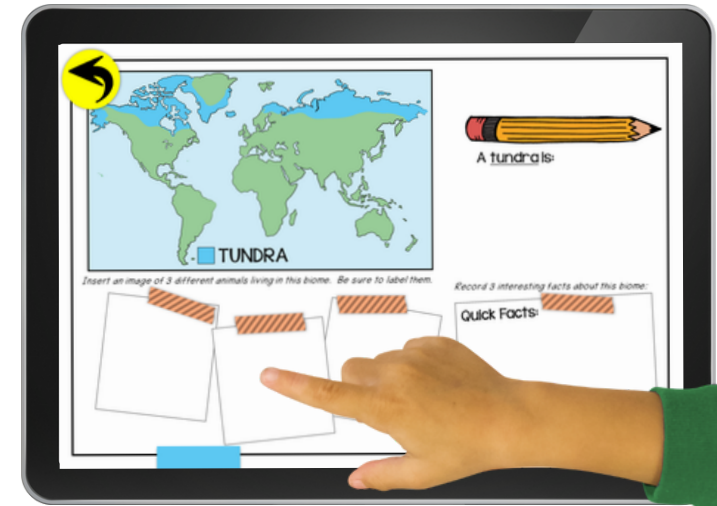 A tundra is:
TUNDRA
Insert an image of 3 different animals living in this biome. Be sure to label them.
Record 3 interesting facts about this biome:
Quick Facts: